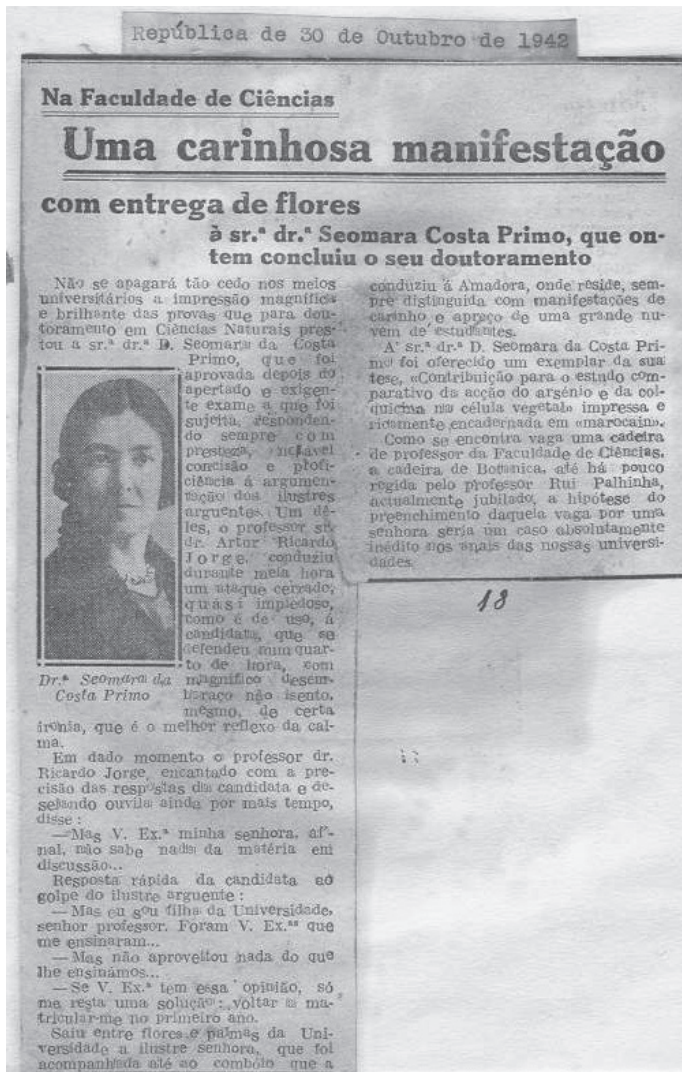 República de 30 de Outubro de 1942
Na Faculdade de Ciências
Uma carinhosa manifestação
com entrega de flores
à sr.ª dr.ª Seomara Costa Primo, que on-
tem concluiu o seu doutoramento
Não se apagará tão cedo nos meios
universitários a impressão magnífica
e brilhante das provas que para dou-
toramento em Ciências Naturais pres-
tou a sr.ª dr.ª D. Seomara da Costa
Primo, que foi
aprovada depois do
apertado e exigen-
te exame a que foi
sujeita, responden-
do sempre com
presteza,
concisão e profi-
ciência á argumen-
tação dos ilustres
arguentes. Um dê-
les, o professor sr.
dr. Artur Ricardo
Jorge, conduziu
durante meia hora
um ataque cerrado,
quási impiedoso,
como é de uso, á
candidata, que se
defendeu num quar-
to de hora, com
magnífico desem-
baraço não isento,
mesmo, de certa
ironia, que é o melhor reflexo da cal-
ma.
Dr.ª Seomara da
Costa Primo
Em dado momento o professor dr.
Ricardo Jorge, encantado com a pre-
cisão das respostas da candidata e de-
sejando ouvi-la ainda por mais tempo,
disse:
—Mas V. Ex.ª minha senhora, afi-
nal, não sabe nada da matéria em
discussão...
Resposta rápida da candidata ao
golpe do ilustre arguente:
—Mas eu sou filha da Universidade,
senhor professor. Foram V. Ex.ªs que
me ensinaram...
—Mas não aproveitou nada do que
lhe ensinámos...
—Se V. Ex.ª tem essa opinião, só
me resta uma solução: voltar a ma-
tricular-me no primeiro ano.
Saiu entre flores e palmas da Uni-
versidade a ilustre senhora, que foi
acompanhada até ao combóio que a
conduziu á Amadora, onde reside, sem-
pre distinguida com manifestações de
carinho e apreço de uma grande nu-
vem de estudantes.
A' sr.ª dr.ª D. Seomara da Costa Pri-
mo foi oferecido um exemplar da sua
tese, «Contribuição para o estudo com-
parativo da acção do arsénio e da col-
quicina na célula vegetal» impressa e
ricamente encadernada em «marocain».
Como se encontra vaga uma cadeira
de professor da Faculdade de Ciências,
a cadeira de Botanica, até há pouco
regida pelo professor Rui Palhinha,
actualmente jubilado, a hipótese do
preenchimento daquela vaga por uma
senhora seria um caso absolutamente
inédito nos anais das nossas universi-
dades.
18